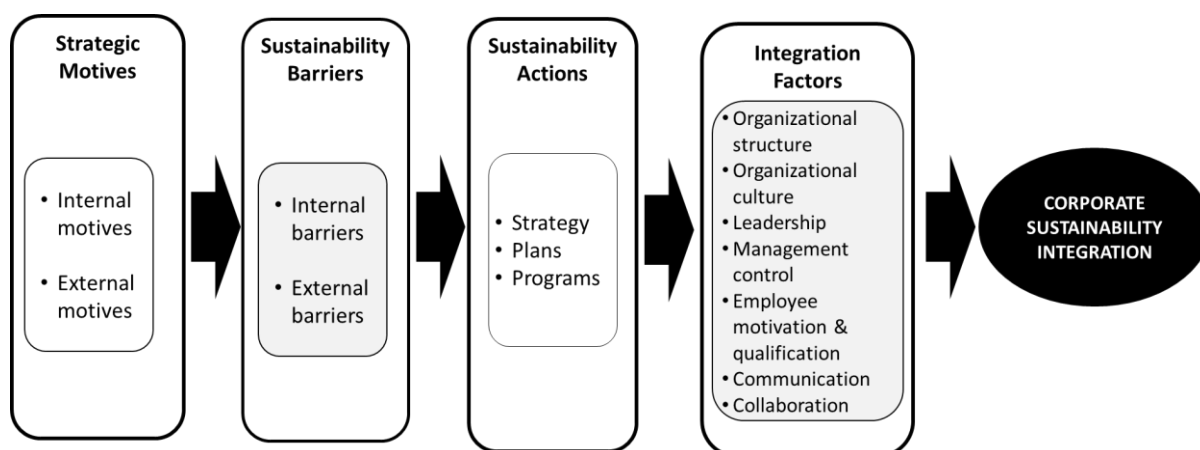 Strategic
Motives
• Internal
motives
• External
motives
Sustainability
Barriers
• Internal
barriers
• External
barriers
Sustainability
Actions
• Strategy
• Plans
• Programs
Integration
Factors
• Organizational
structure
• Organizational
culture
• Leadership
• Management
control
• Employee
motivation &
qualification
• Communication
• Collaboration
CORPORATE
SUSTAINABILITY
INTEGRATION